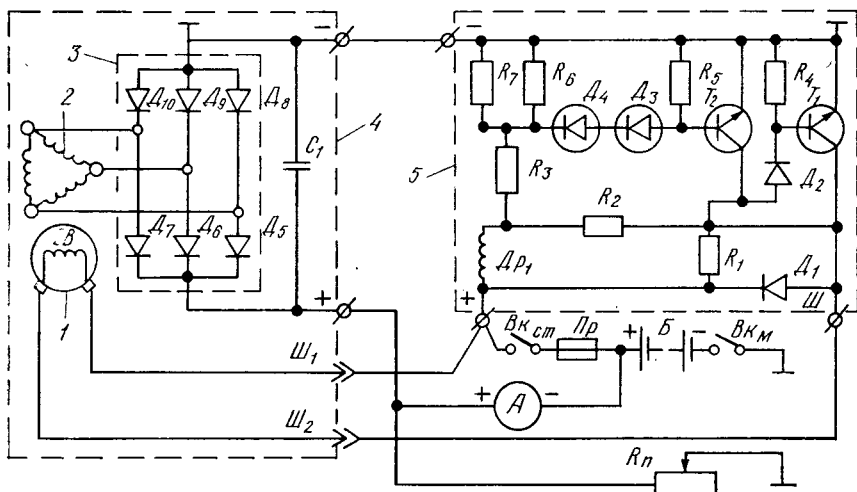 3
−
−
R₇
R₆
R₅
R₄
T₂
T₁
Д₁₀
Д₉
Д₈
2
C₁
4
Д₄
Д₃
5
R₃
Д₂
R₂
Д₇
Д₆
Д₅
ƎВ
Др₁
R₁
Д₁
1
+
+
Ш
Вк ст
Пр
+
Б
−
Вк м
Ш₁
+
А
−
Ш₂
Rп